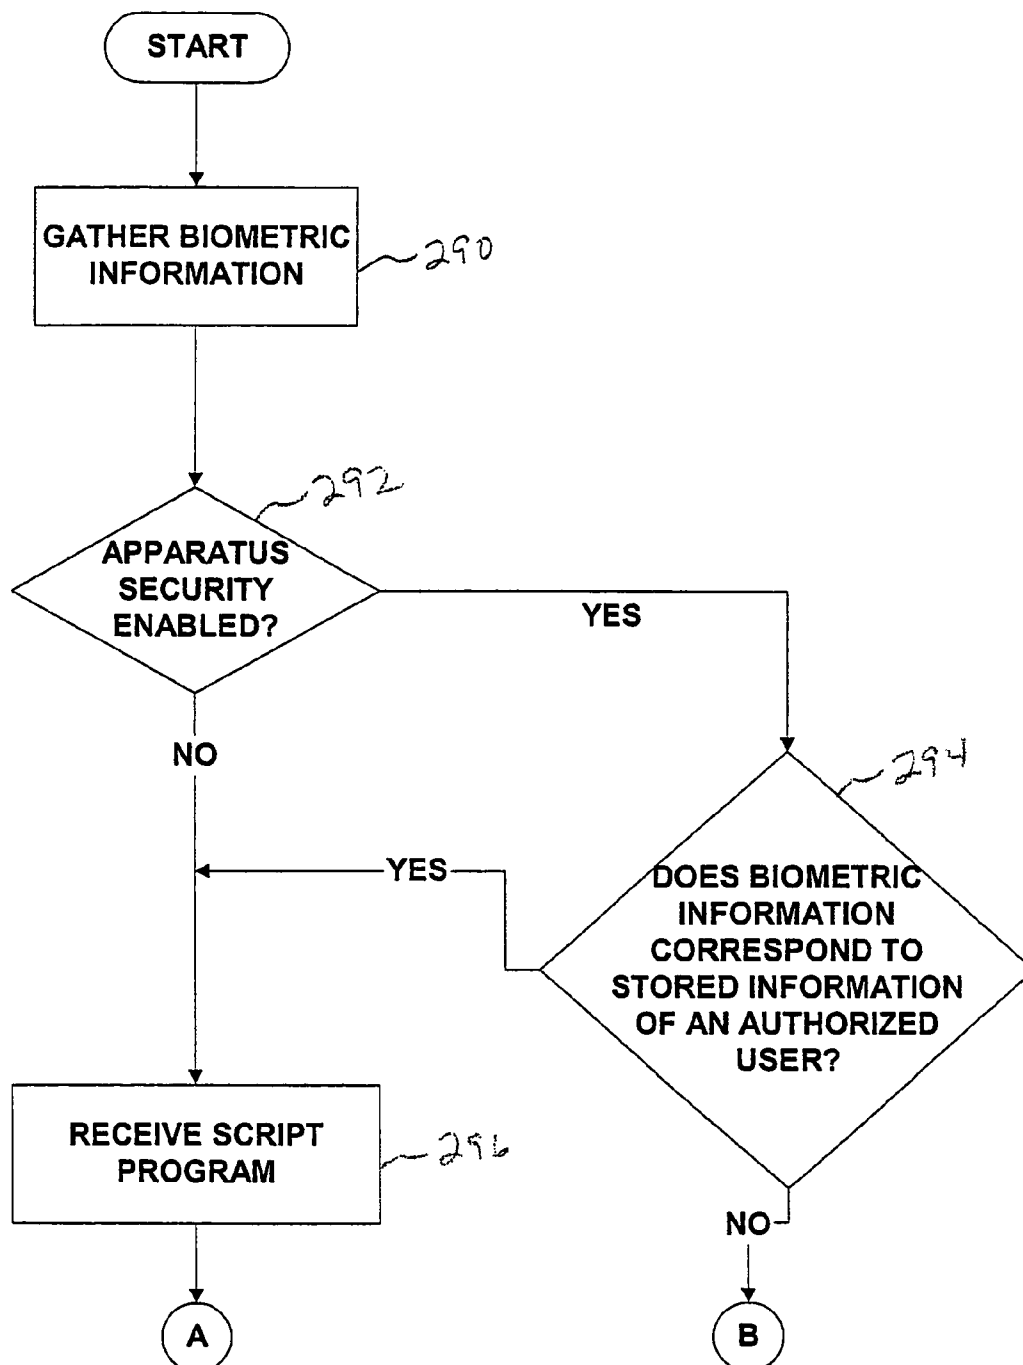 START
GATHER BIOMETRIC
INFORMATION
290
292
APPARATUS
SECURITY
ENABLED?
YES
NO
294
YES
DOES BIOMETRIC
INFORMATION
CORRESPOND TO
STORED INFORMATION
OF AN AUTHORIZED
USER?
RECEIVE SCRIPT
PROGRAM
296
NO
A
B